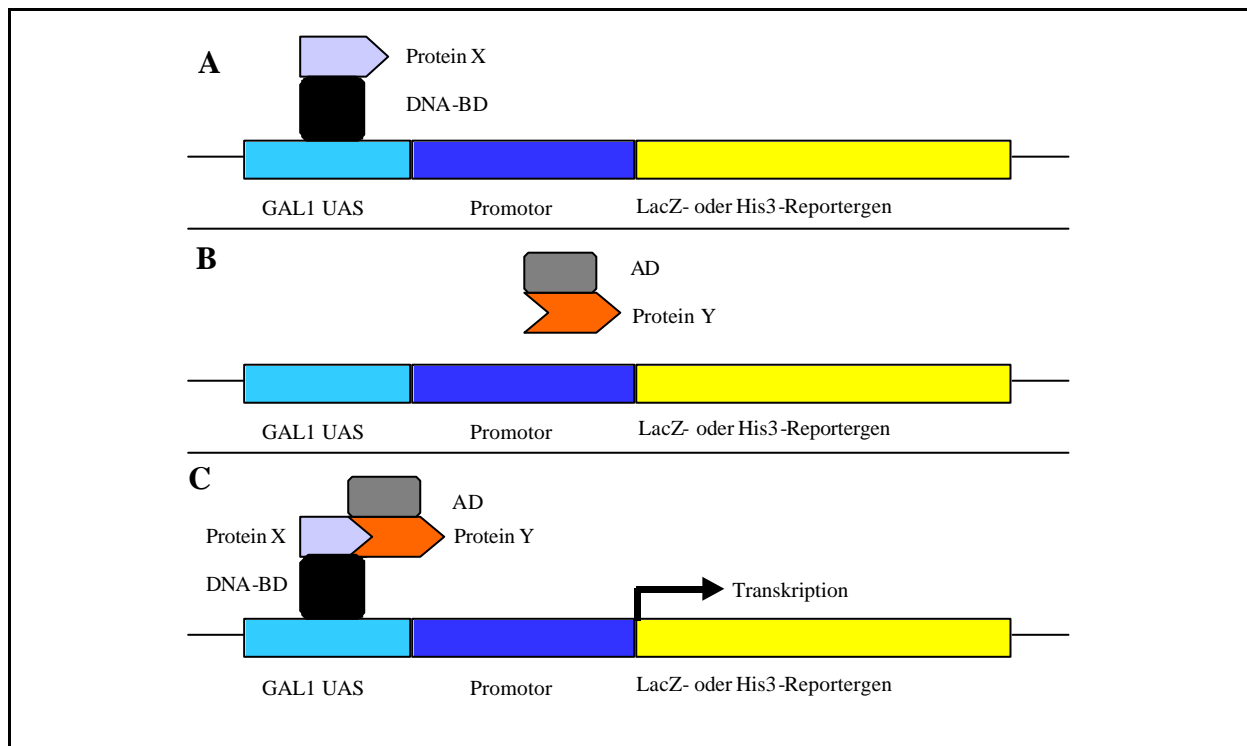 A
Protein X
DNA-BD
GAL1 UAS Promotor LacZ- oder His3-Reportergen
B
AD
Protein Y
GAL1 UAS Promotor LacZ- oder His3-Reportergen
C
AD
Protein X Protein Y
DNA-BD
Transkription
GAL1 UAS Promotor LacZ- oder His3-Reportergen